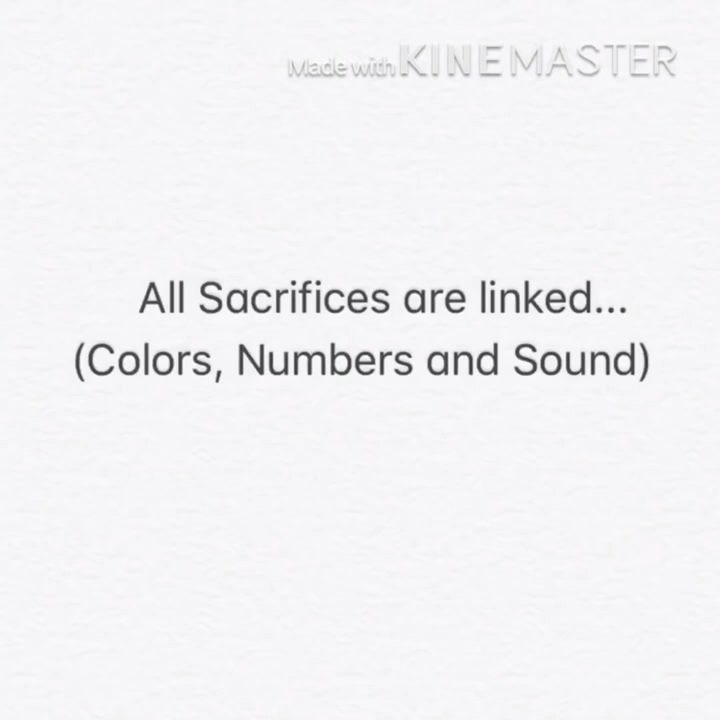 Made with KINEMASTER
All Sacrifices are linked...
(Colors, Numbers and Sound)